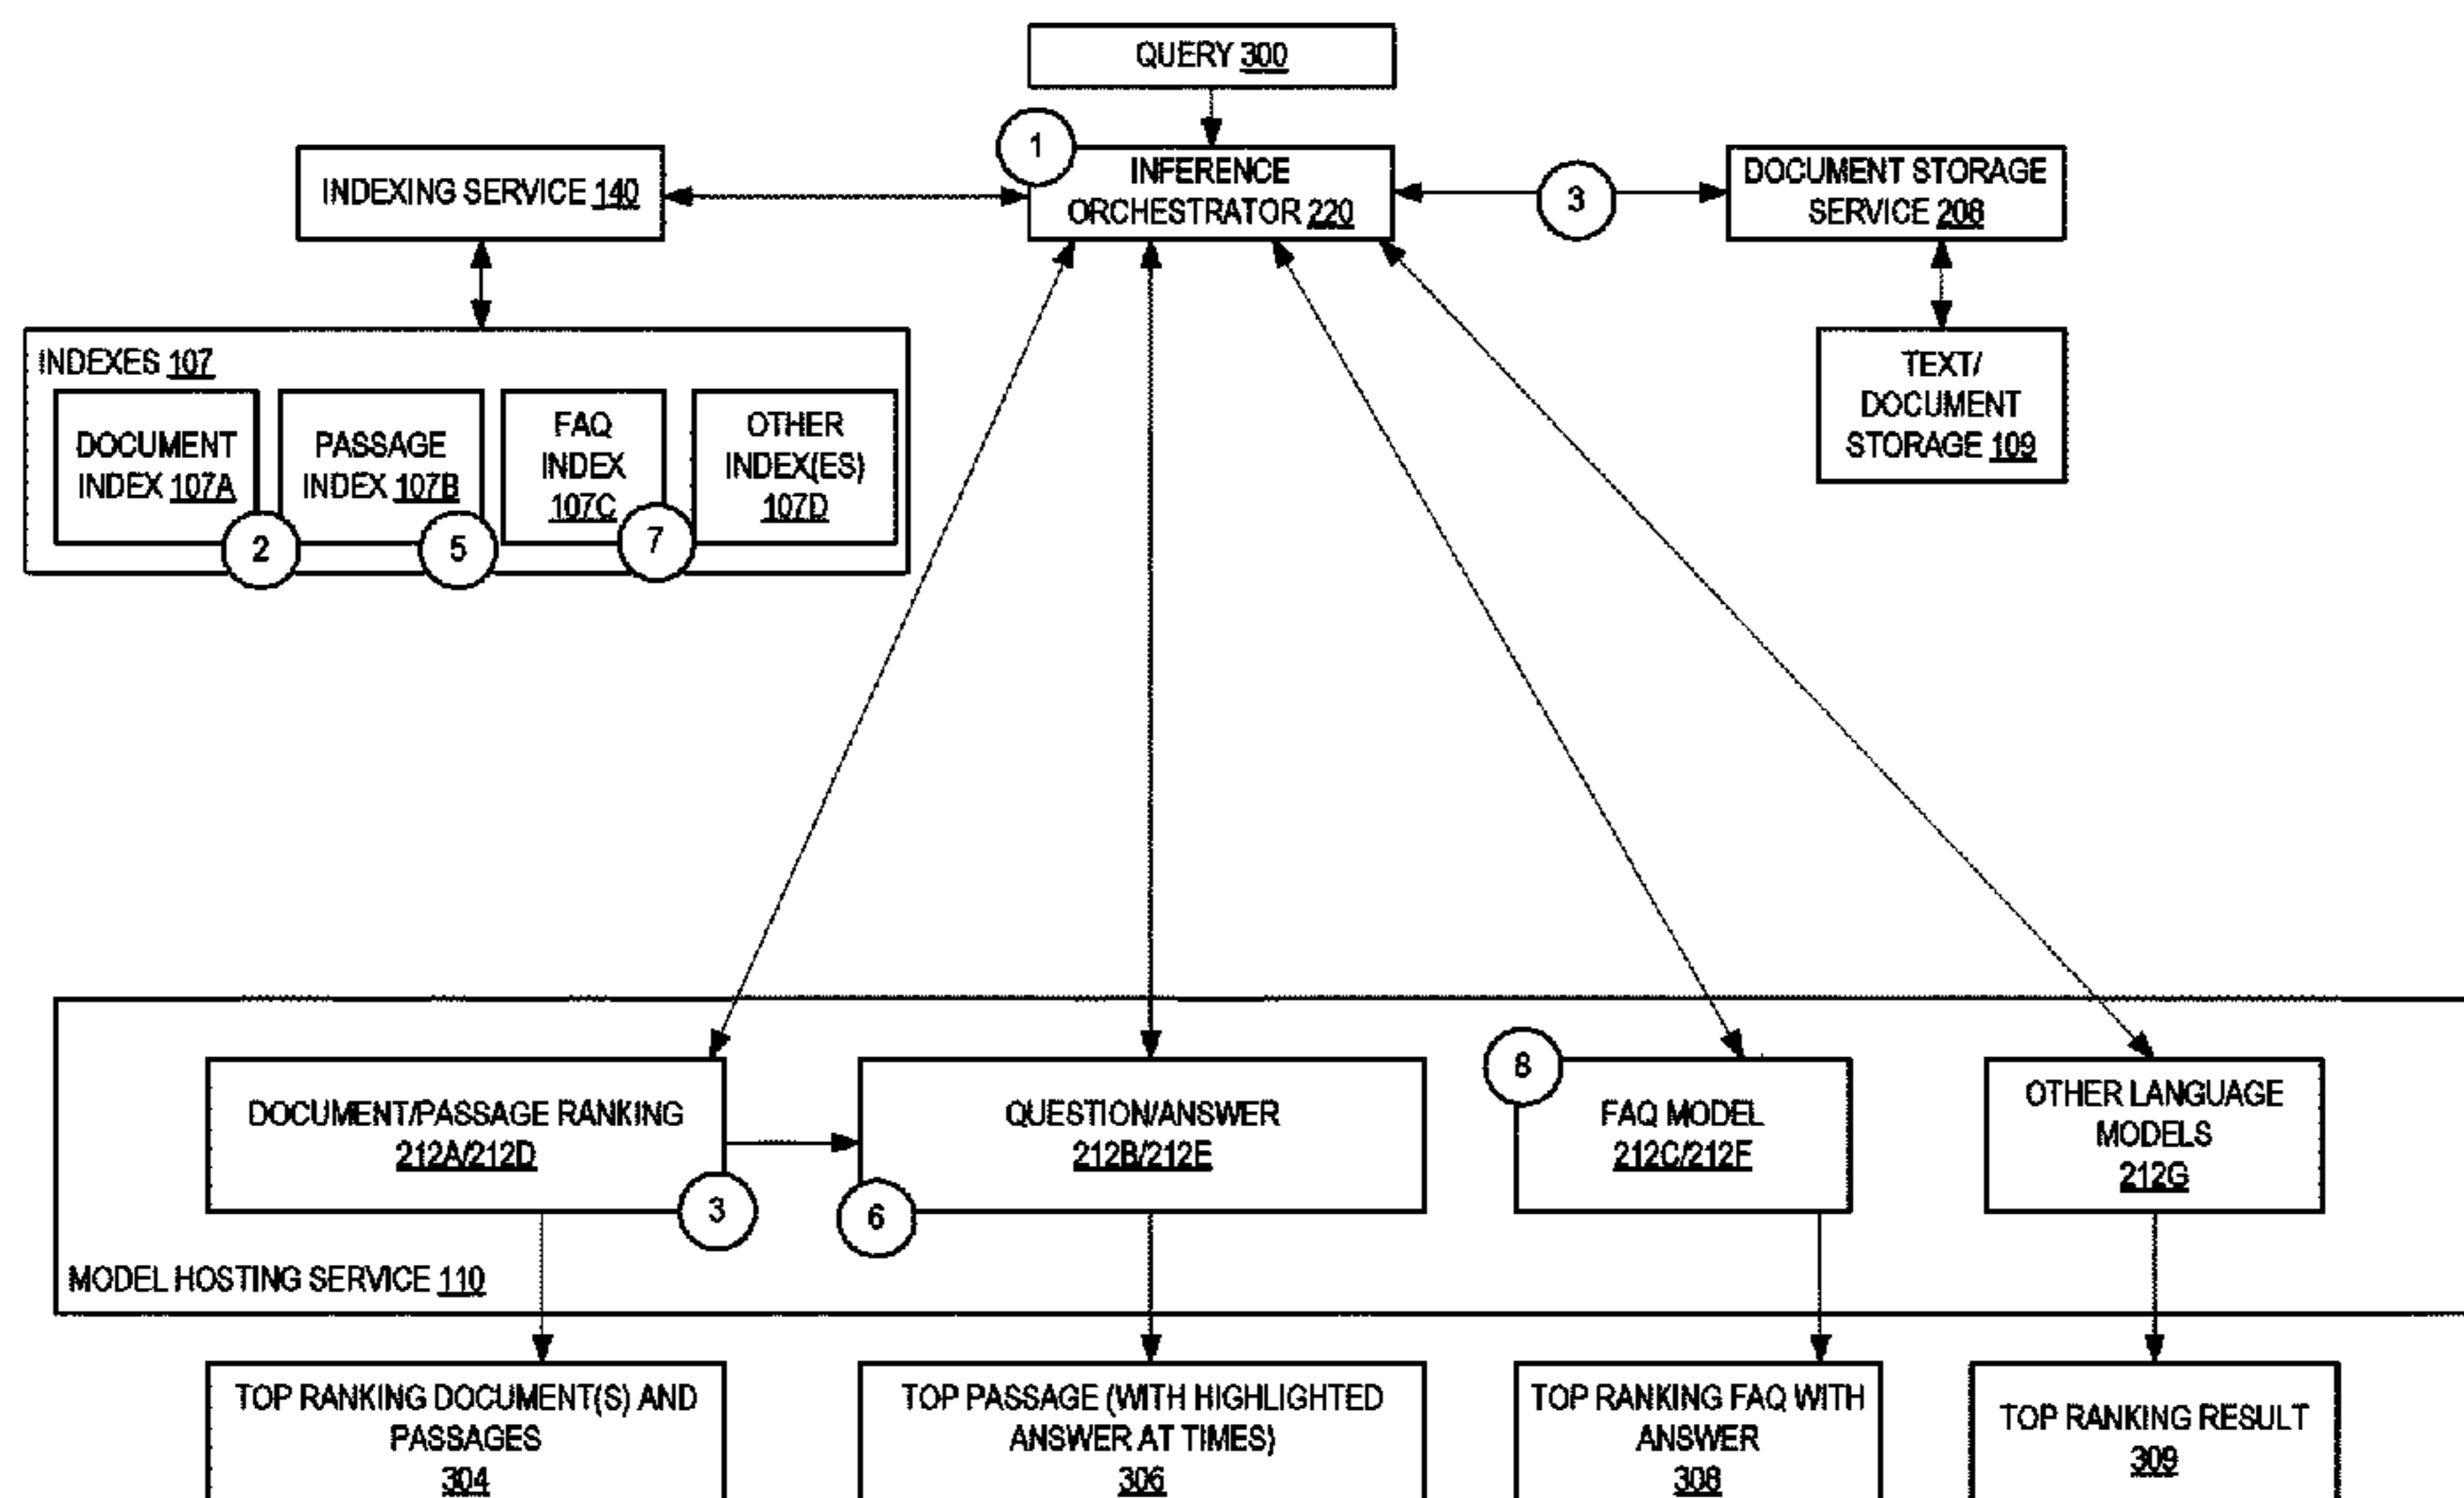 QUERY 300
1
INDEXING SERVICE 140
INFERENCE
ORCHESTRATOR 220
3
DOCUMENT STORAGE
SERVICE 208
INDEXES 107
DOCUMENT
INDEX 107A
2
PASSAGE
INDEX 107B
5
FAQ
INDEX
107C
7
OTHER
INDEX(ES)
107D
TEXT/
DOCUMENT
STORAGE 109
DOCUMENT/PASSAGE RANKING
212A/212D
3
QUESTION/ANSWER
212B/212E
6
8
FAQ MODEL
212C/212F
OTHER LANGUAGE
MODELS
212G
MODEL HOSTING SERVICE 110
TOP RANKING DOCUMENT(S) AND
PASSAGES
304
TOP PASSAGE (WITH HIGHLIGHTED
ANSWER AT TIMES)
306
TOP RANKING FAQ WITH
ANSWER
308
TOP RANKING RESULT
309